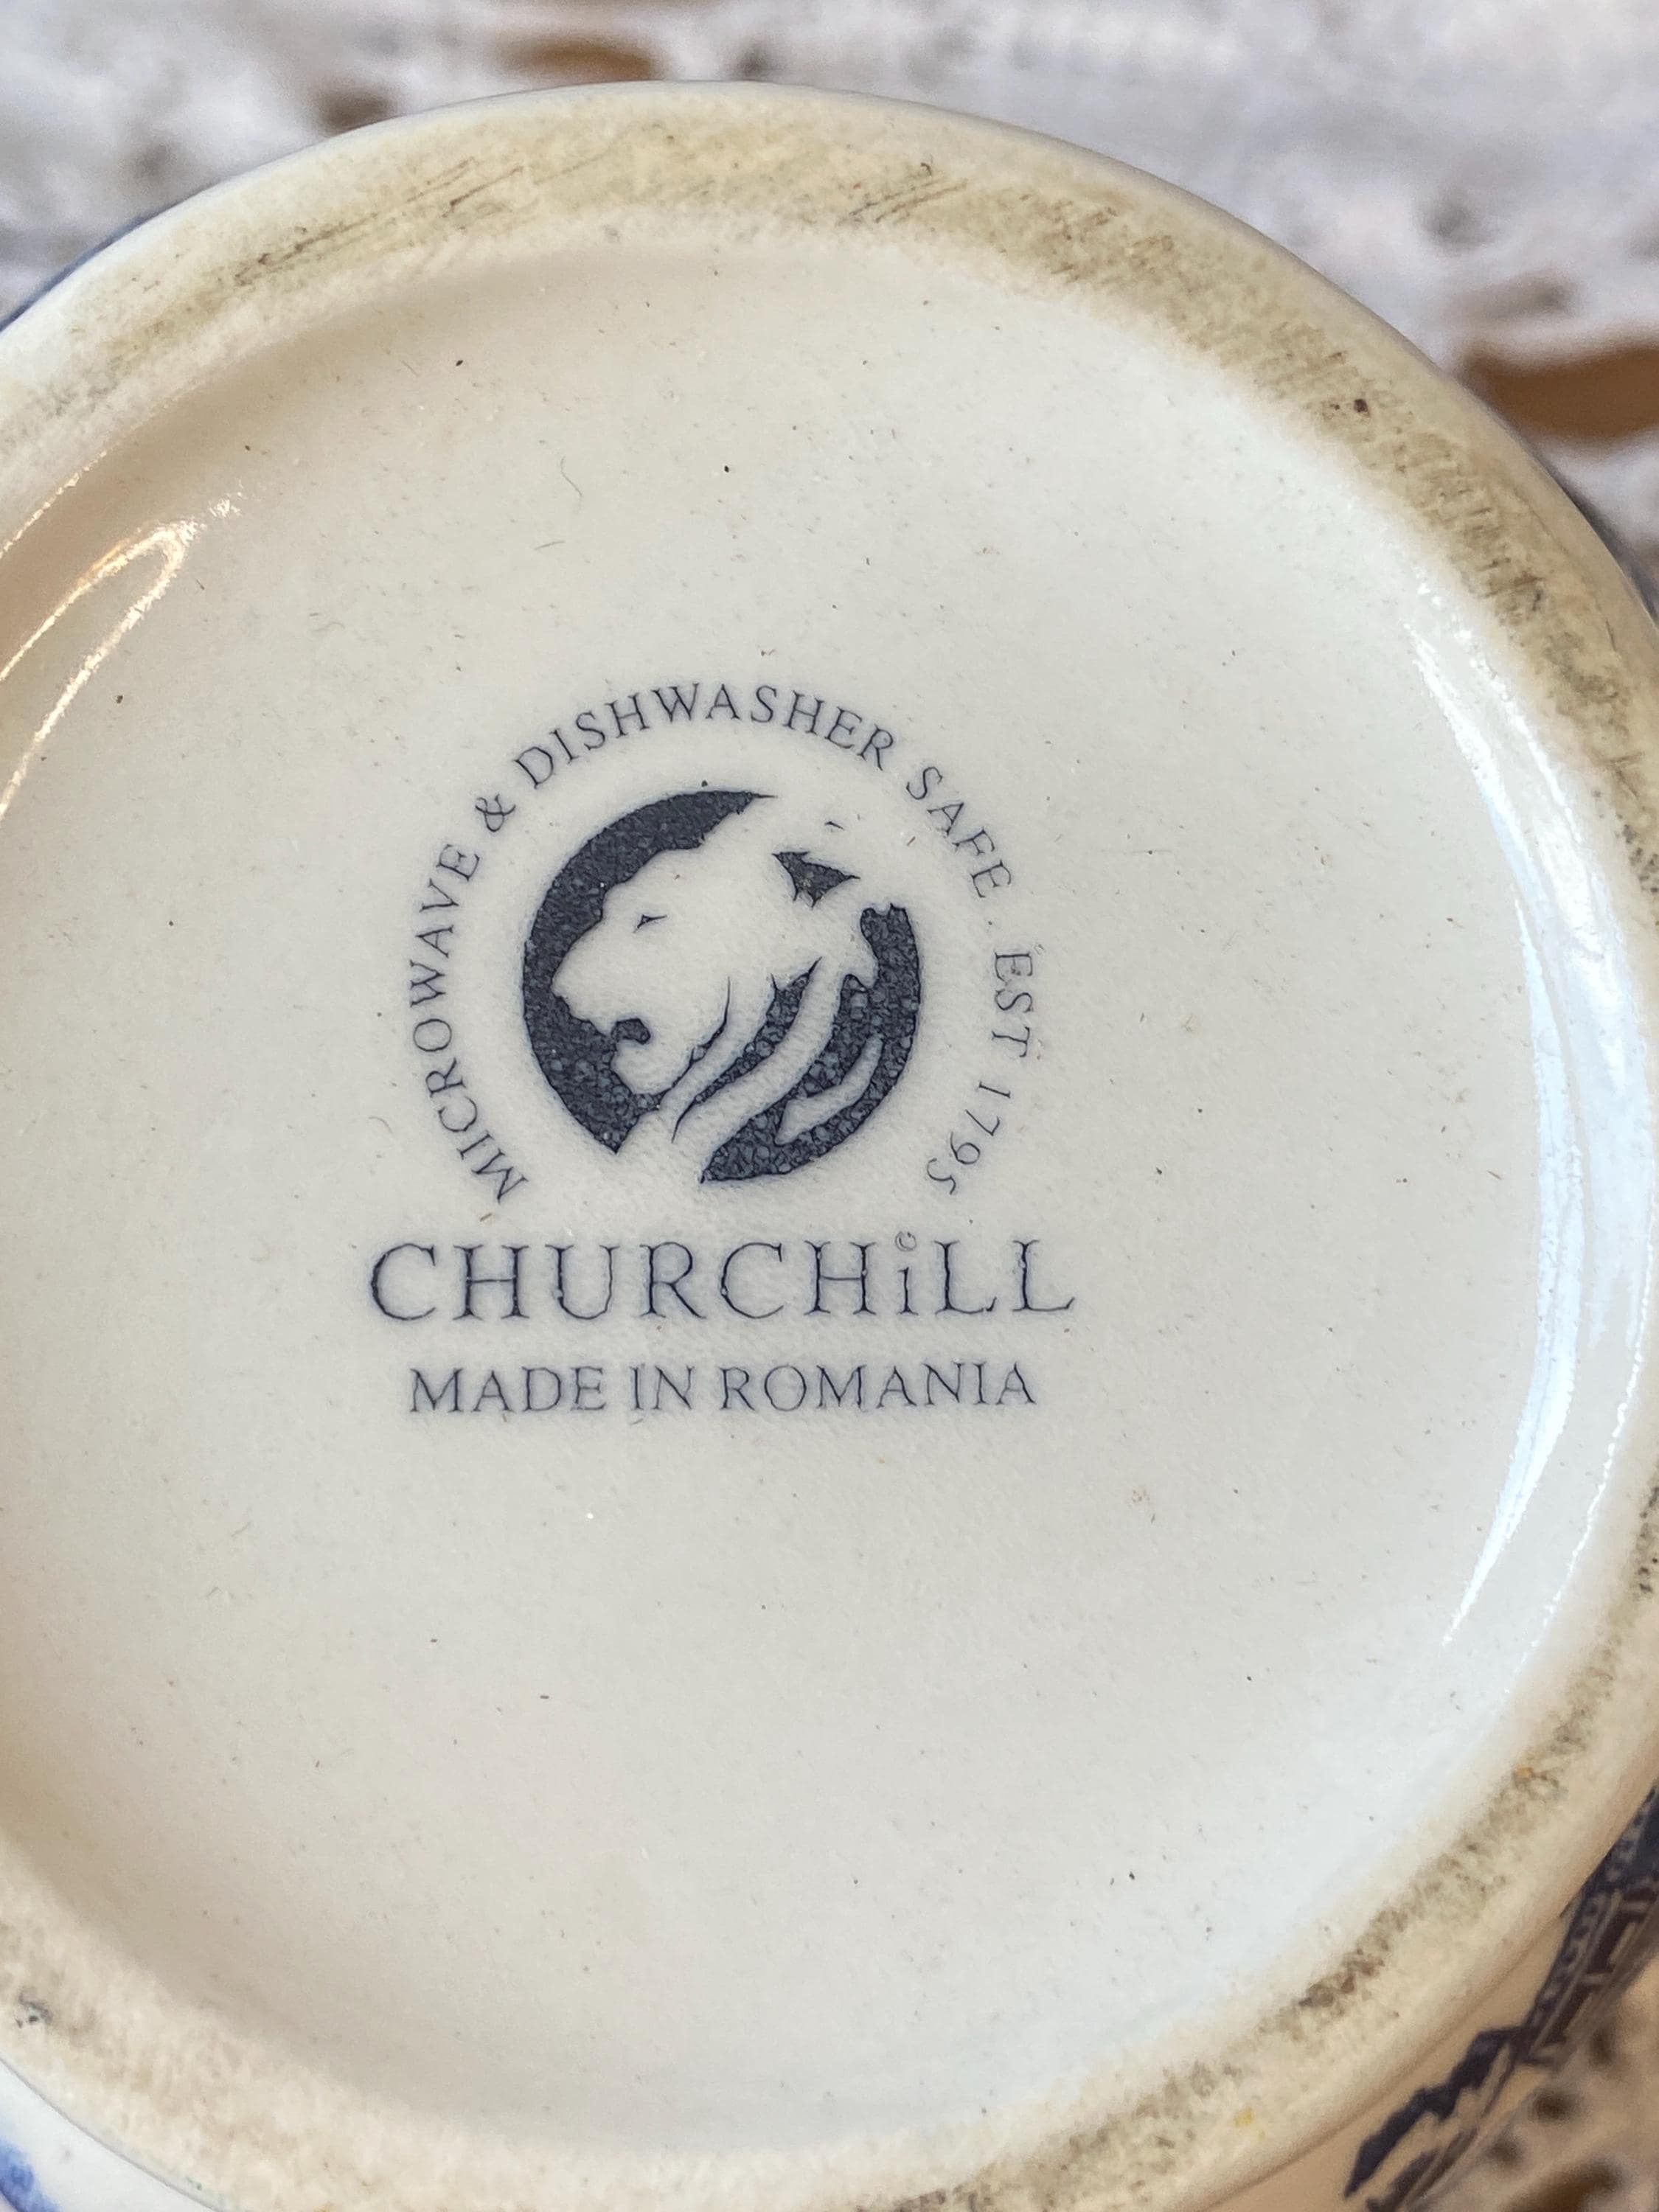 MICROWAVE & DISHWASHER SAFE . EST 1795
CHURCHiLL
©
MADE IN ROMANIA